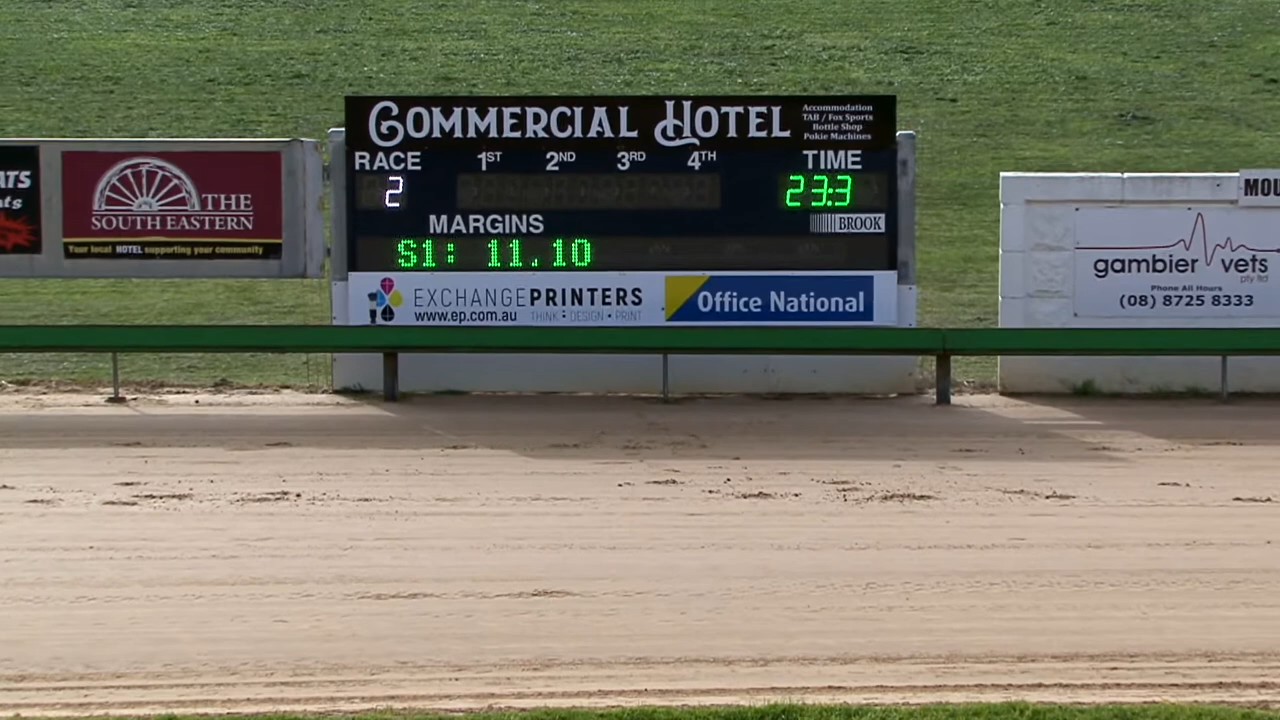 COMMERCIAL HOTEL
Accommodation
TAB / Fox Sports
Bottle Shop
Pokie Machines
RACE 1ST 2ND 3RD 4TH TIME
2 23:3
MARGINS
BROOK
S1: 11.10
EXCHANGEPRINTERS
www.ep.com.au THINK : DESIGN • PRINT
Office National
THE
SOUTH EASTERN
Your local HOTEL supporting your community
gambier vets
pty ltd
Phone All Hours
(08) 8725 8333